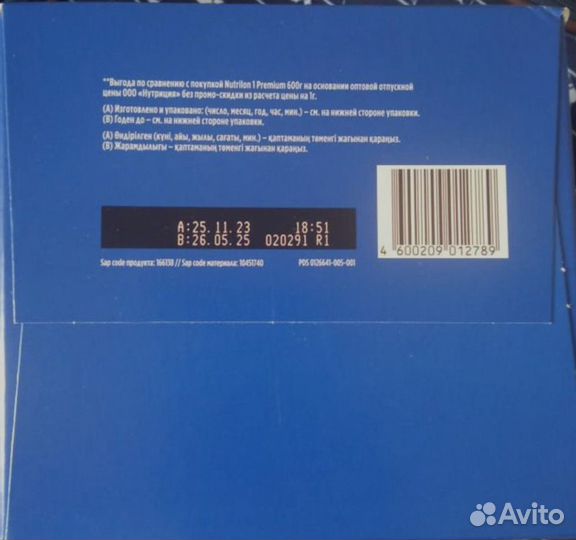 **Выгода по сравнению с покупкой Nutrilon 1 Premium 600г на основании оптовой отпускной
цены ООО «Нутриция» без промо-скидки из расчета цены на 1г.
(A) Изготовлено и упаковано: (число, месяц, год, час, мин.) – см. на нижней стороне упаковки.
(B) Годен до – см. на нижней стороне упаковки.
(A) Өндірілген (күні, айы, жылы, сағаты, мин.) – қаптаманың төменгі жағынан қараңыз.
(B) Жарамдылығы – қаптаманың төменгі жағынан қараңыз.
A:25.11.23 18:51
B:26.05.25 020291 R1
4 600209 012789
Sap code продукта: 166138 // Sap code материала: 10451740 PDS 0126641-005-001
Avito